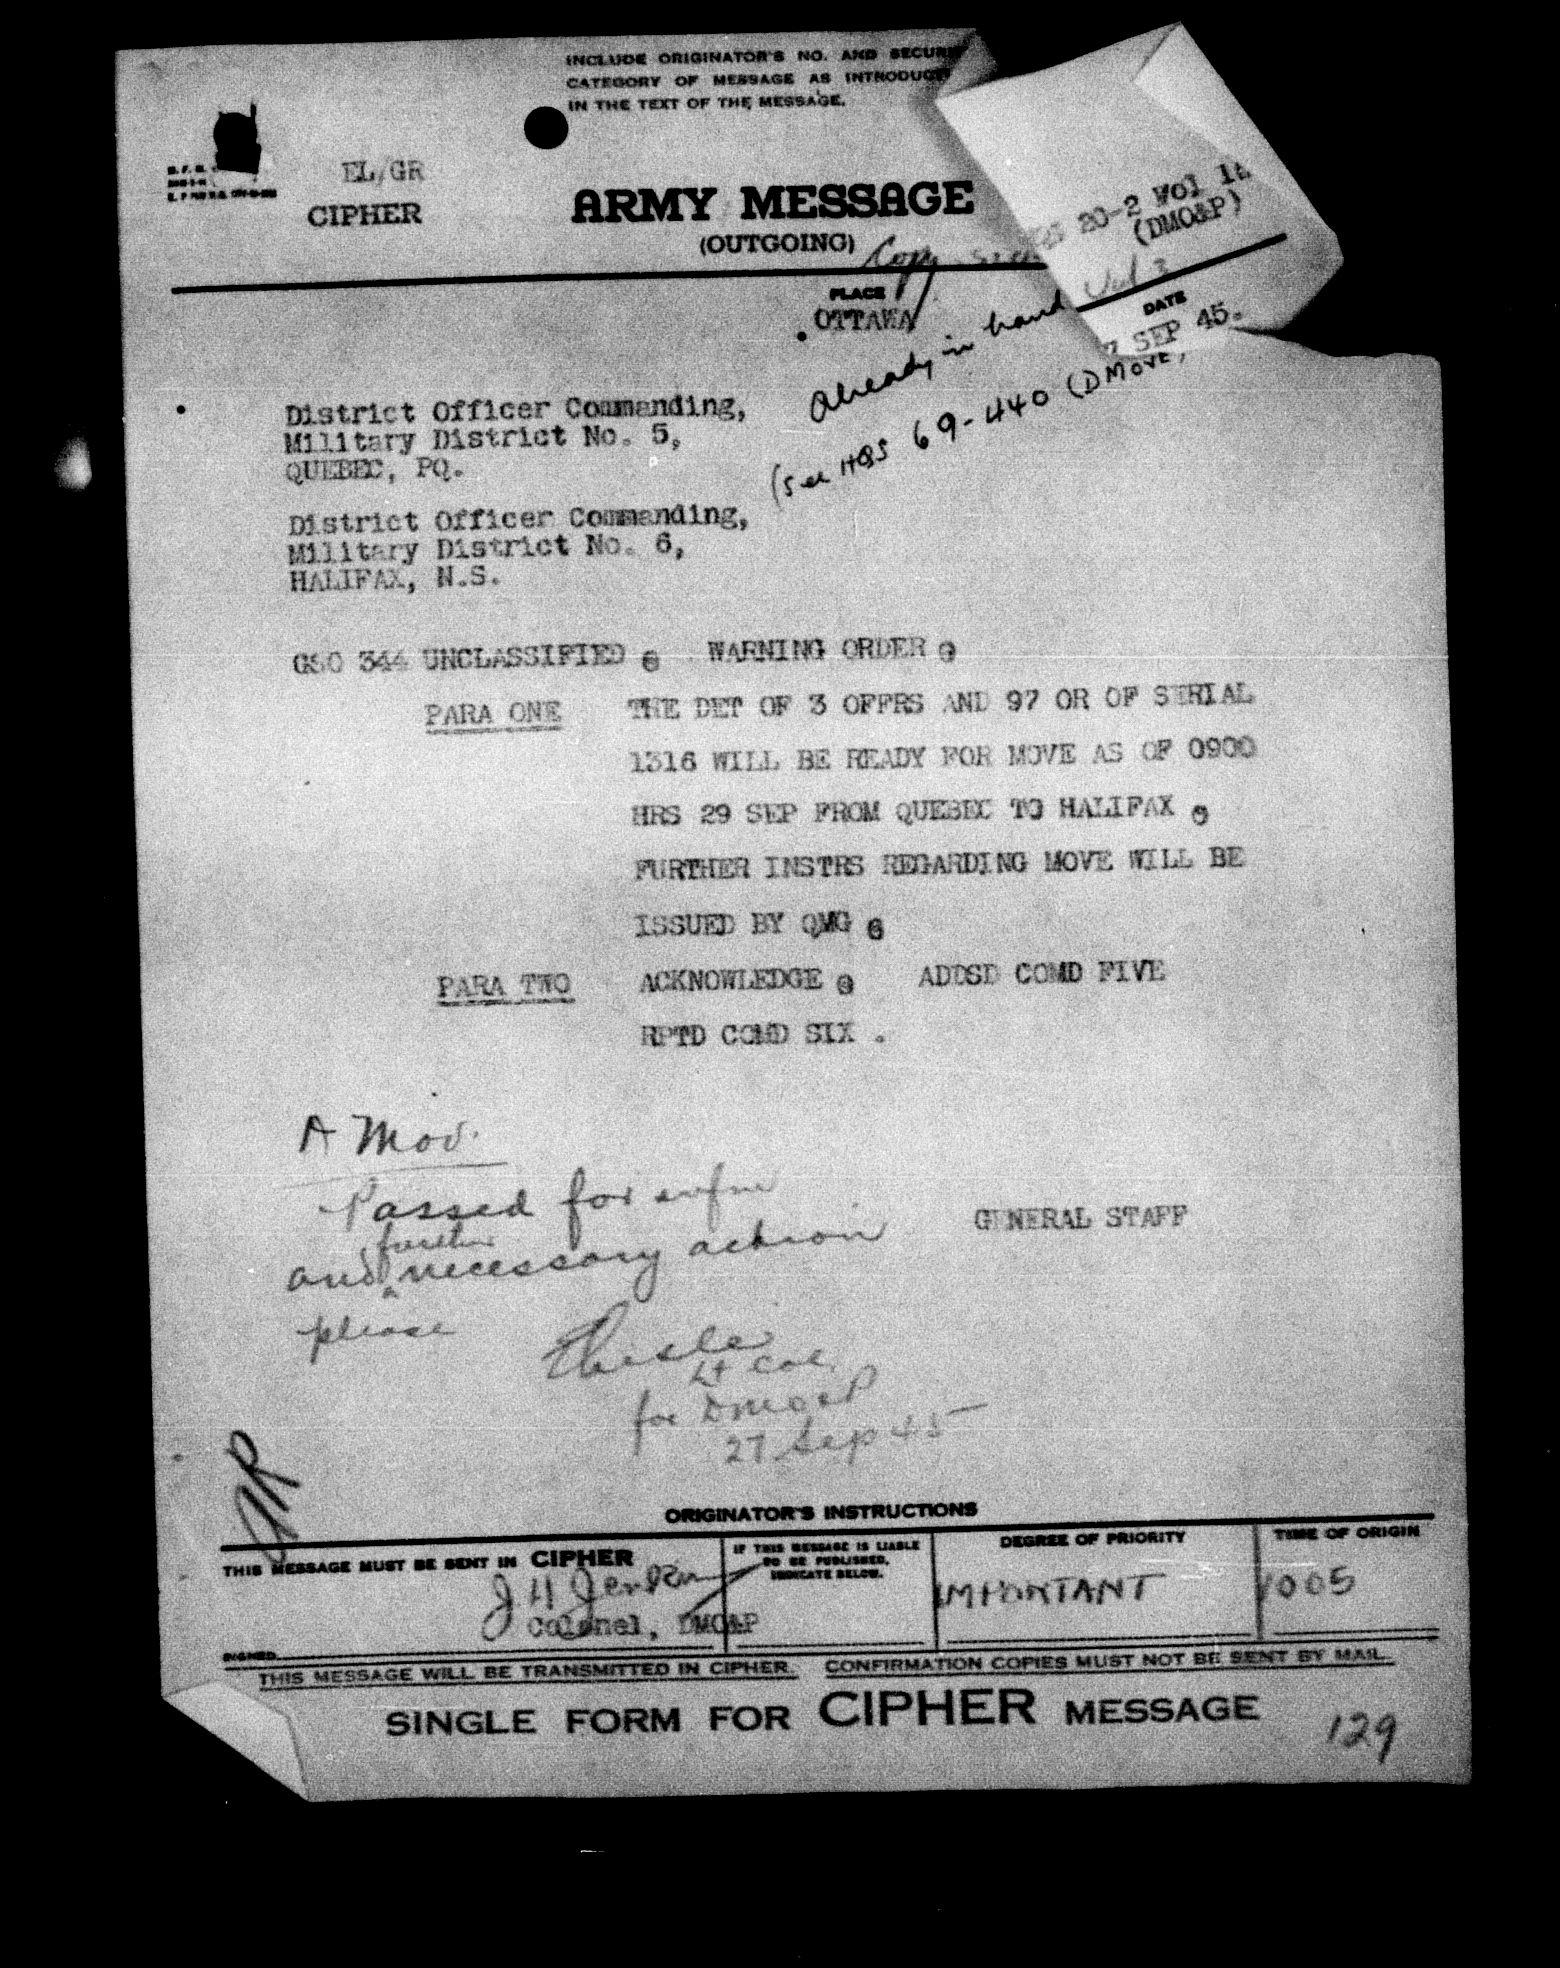 INCLUDE ORIGINATOR'S NO. AND
CATEGORY OF MESSAGE AS
IN THE TEXT OF THE MESSAGE.
EL/GR
CIPHER
ARMY MESSAGE
(OUTGOING)
Copy
20-2 Vol
(DMO&P)
PLACE
OTTAWA
DATE
SEP 45.
Already in hand
(See HQS 69-440 (DMove)
District Officer Commanding,
Military District No. 5,
QUEBEC, PQ.
District Officer Commanding,
Military District No. 6,
HALIFAX, N.S.
GSO 344 UNCLASSIFIED @ WARNING ORDER @
PARA ONE THE DET OF 3 OFFRS AND 97 OR OF SERIAL
1316 WILL BE READY FOR MOVE AS OF 0900
HRS 29 SEP FROM QUEBEC TO HALIFAX @
FURTHER INSTRS REGARDING MOVE WILL BE
ISSUED BY QMG @
PARA TWO ACKNOWLEDGE @ ADDSD COMD FIVE
RPTD COMD SIX .
A Mov.
Passed for infm
further
and necessary action
please
GENERAL STAFF
Lt Col
for DMO&P
27 Sep 45
ORIGINATOR'S INSTRUCTIONS
THIS MESSAGE MUST BE SENT IN CIPHER
IF THIS MESSAGE IS LIABLE
TO BE PUBLISHED,
INDICATE BELOW.
DEGREE OF PRIORITY
TIME OF ORIGIN
J H Jenkin
Colonel, DMO&P
IMPORTANT
1005
SIGNED
THIS MESSAGE WILL BE TRANSMITTED IN CIPHER. CONFIRMATION COPIES MUST NOT BE SENT BY MAIL.
SINGLE FORM FOR CIPHER MESSAGE
129